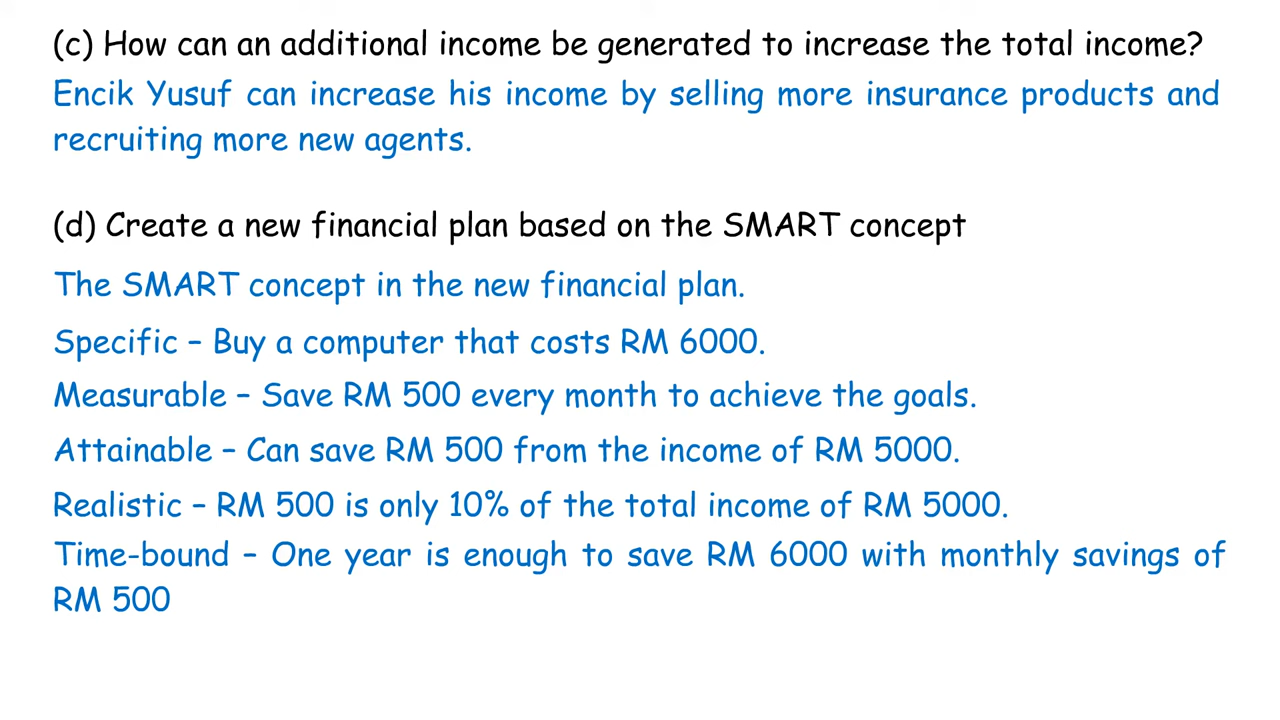 (c) How can an additional income be generated to increase the total income?
Encik Yusuf can increase his income by selling more insurance products and
recruiting more new agents.
(d) Create a new financial plan based on the SMART concept
The SMART concept in the new financial plan.
Specific – Buy a computer that costs RM 6000.
Measurable – Save RM 500 every month to achieve the goals.
Attainable – Can save RM 500 from the income of RM 5000.
Realistic – RM 500 is only 10% of the total income of RM 5000.
Time-bound – One year is enough to save RM 6000 with monthly savings of
RM 500